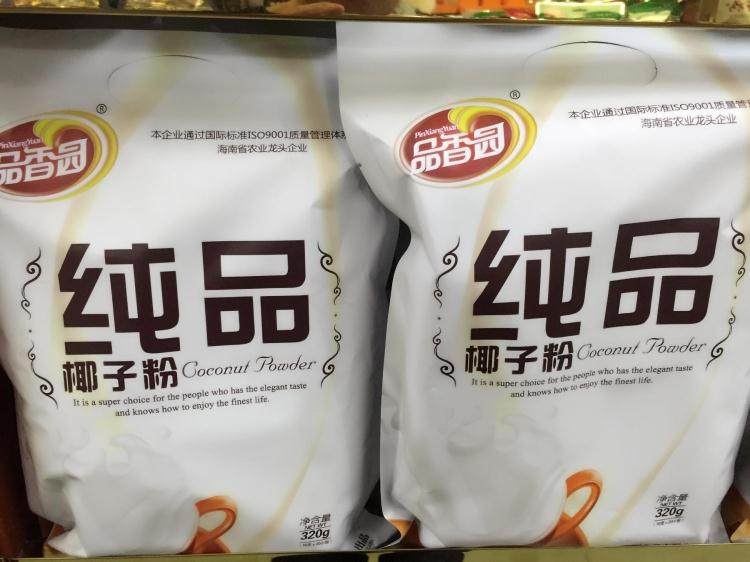 PinXiangYuan
品香园
®
本企业通过国际标准ISO9001质量管理体
海南省农业龙头企业
纯品
椰子粉 Coconut Powder
It is a super choice for the people who has the elegant taste
and knows how to enjoy the finest life.
净含量
NET WT
320g
PinXiangYuan
品香园
®
本企业通过国际标准ISO9001质量管理
海南省农业龙头企业
纯品
椰子粉 Coconut Powder
It is a super choice for the people who has the elegant taste
and knows how to enjoy the finest life.
净含量
NET WT
320g